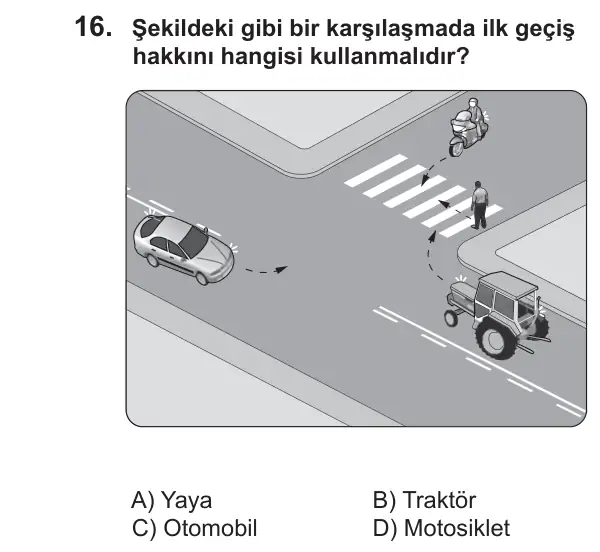 16. Şekildeki gibi bir karşılaşmada ilk geçiş
hakkını hangisi kullanmalıdır?
A) Yaya
B) Traktör
C) Otomobil
D) Motosiklet